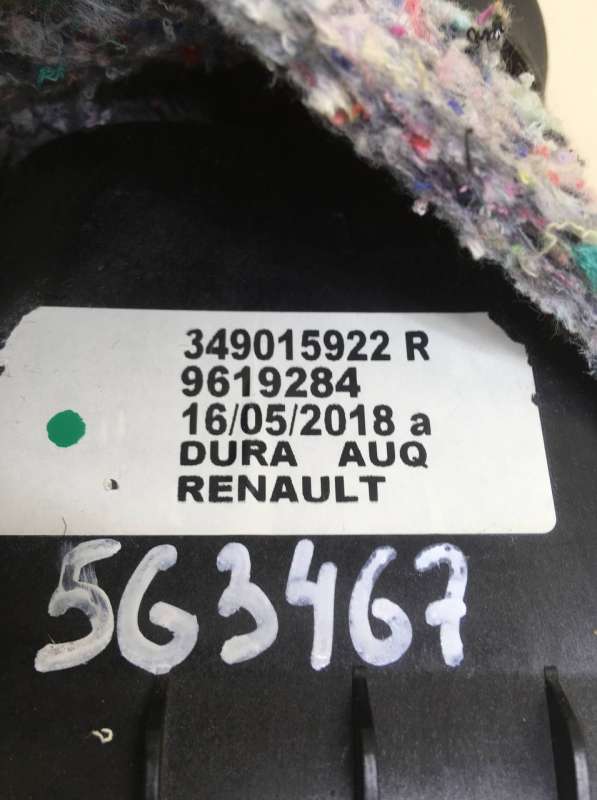 349015922 R
9619284
16/05/2018 a
DURA AUQ
RENAULT
563467